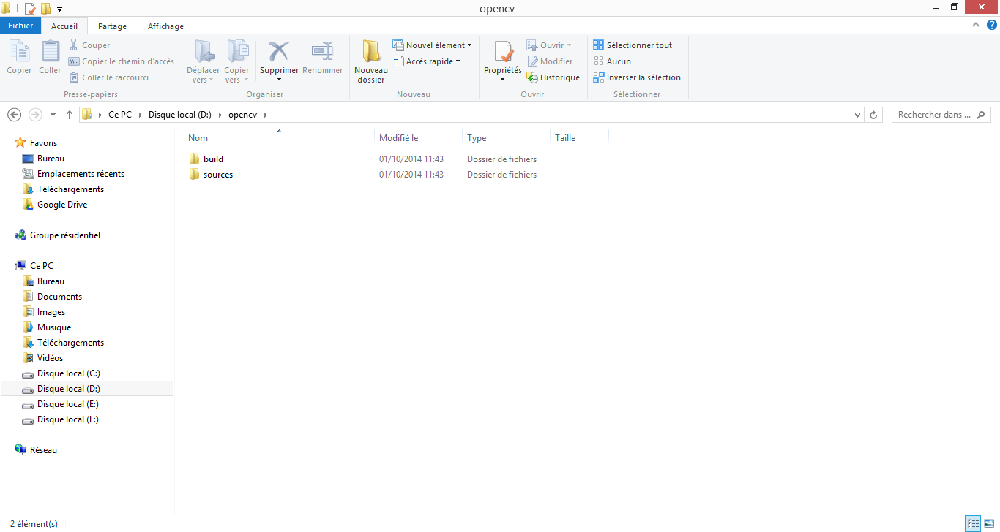 opencv
Fichier Accueil Partage Affichage
Copier
Coller
Couper
Copier le chemin d'accès
Coller le raccourci
Presse-papiers
Déplacer vers
Copier vers
Supprimer
Renommer
Organiser
Nouveau dossier
Nouvel élément
Accès rapide
Nouveau
Propriétés
Ouvrir
Modifier
Historique
Ouvrir
Sélectionner tout
Aucun
Inverser la sélection
Sélectionner
Ce PC Disque local (D:) opencv
Rechercher dans ...
Favoris
Bureau
Emplacements récents
Téléchargements
Google Drive
Groupe résidentiel
Ce PC
Bureau
Documents
Images
Musique
Téléchargements
Vidéos
Disque local (C:)
Disque local (D:)
Disque local (E:)
Disque local (L:)
Réseau
Nom Modifié le Type Taille
build 01/10/2014 11:43 Dossier de fichiers
sources 01/10/2014 11:43 Dossier de fichiers
2 élément(s)